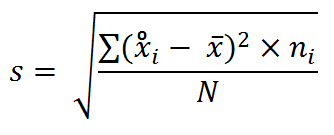 s = √(∑(x̊ᵢ − x̄)² × nᵢ / N)